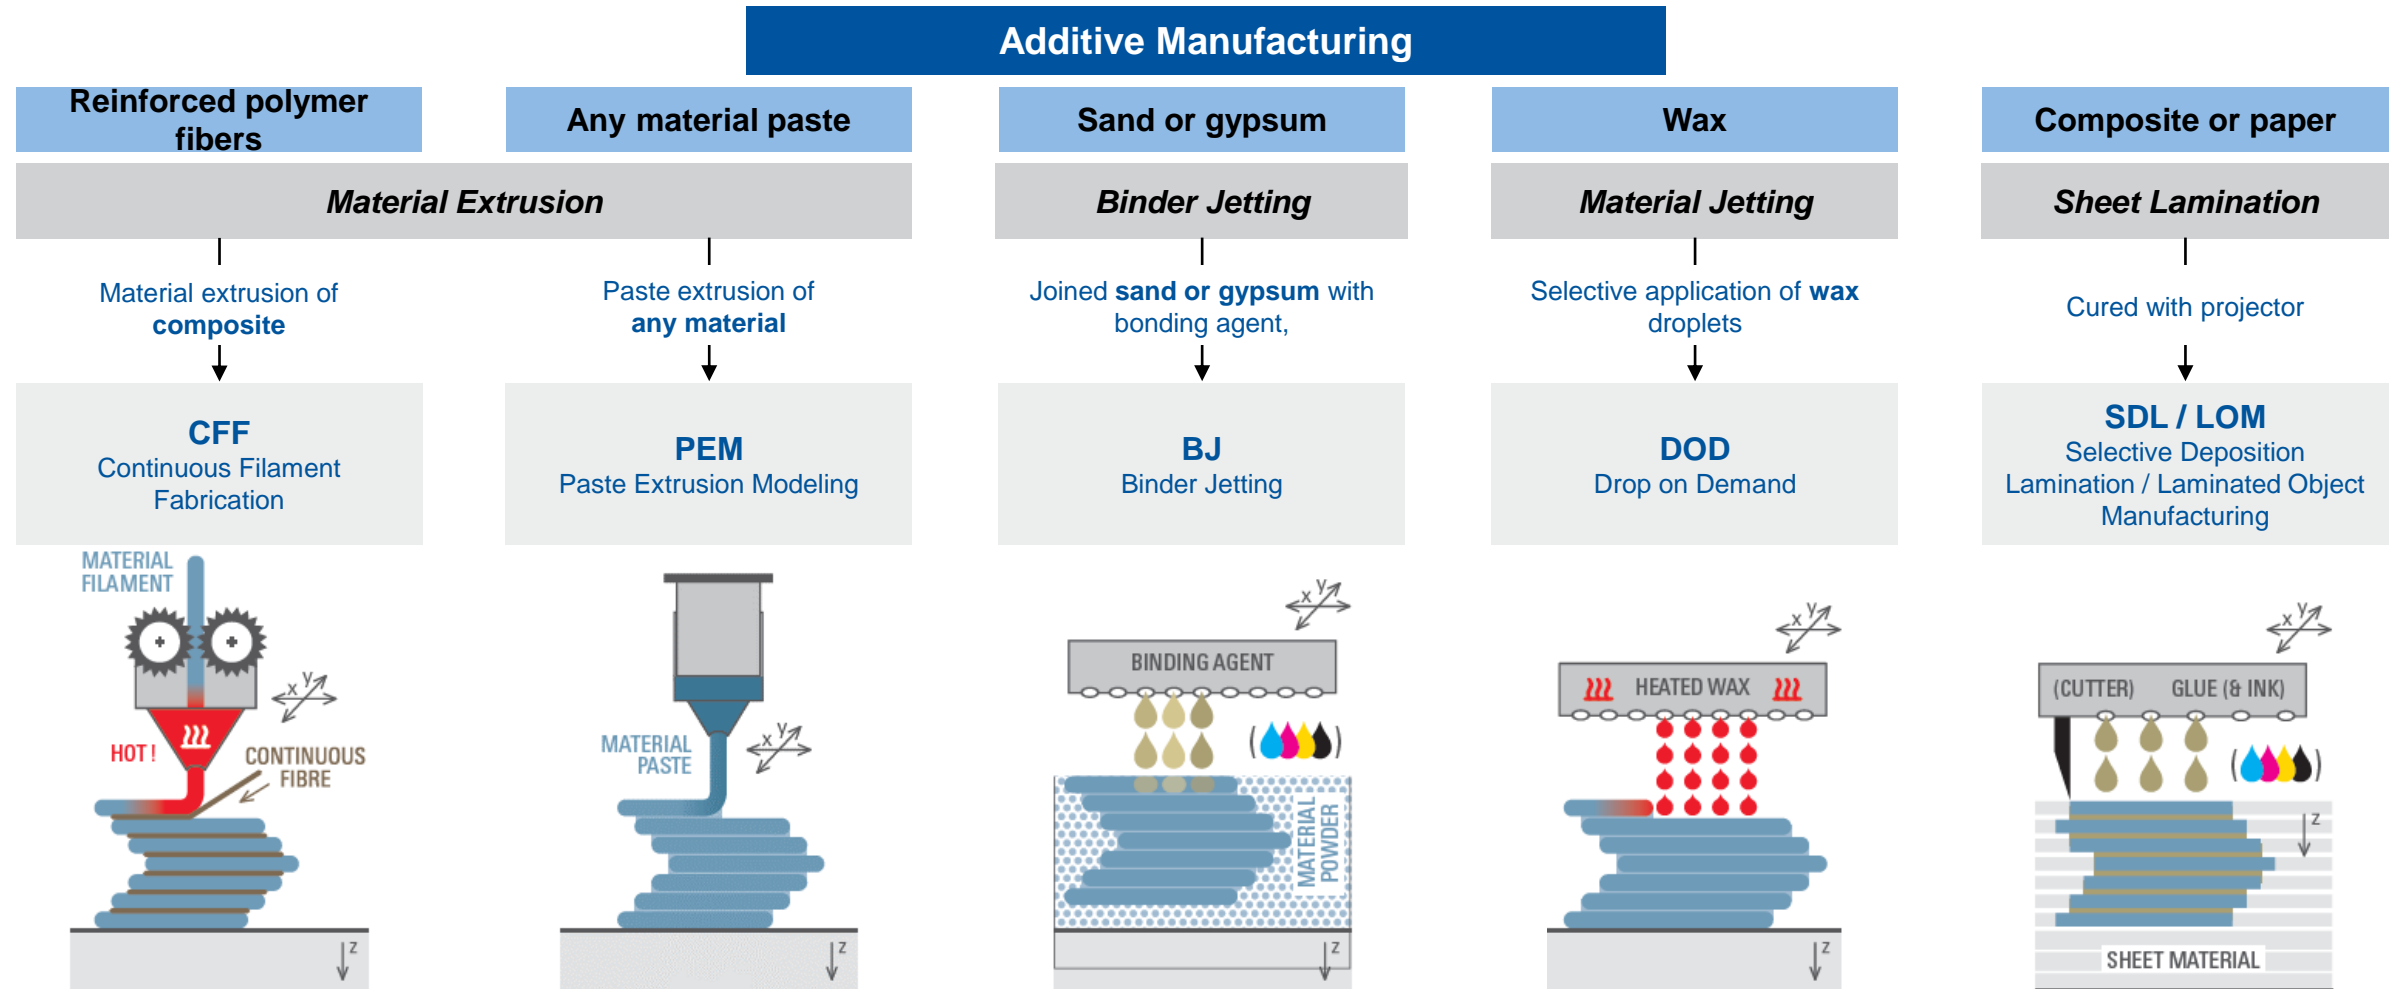 Additive Manufacturing
Reinforced polymer
fibers
Any material paste
Sand or gypsum
Wax
Composite or paper
Material Extrusion
Binder Jetting
Material Jetting
Sheet Lamination
Material extrusion of
composite
Paste extrusion of
any material
Joined sand or gypsum with
bonding agent,
Selective application of wax
droplets
Cured with projector
CFF
Continuous Filament
Fabrication
PEM
Paste Extrusion Modeling
BJ
Binder Jetting
DOD
Drop on Demand
SDL / LOM
Selective Deposition
Lamination / Laminated Object
Manufacturing
MATERIAL
FILAMENT
x y
HOT !
CONTINUOUS
FIBRE
z
MATERIAL
PASTE
x y
z
x y
BINDING AGENT
MATERIAL
POWDER
z
x y
HEATED WAX
z
x y
(CUTTER) GLUE (& INK)
z
SHEET MATERIAL